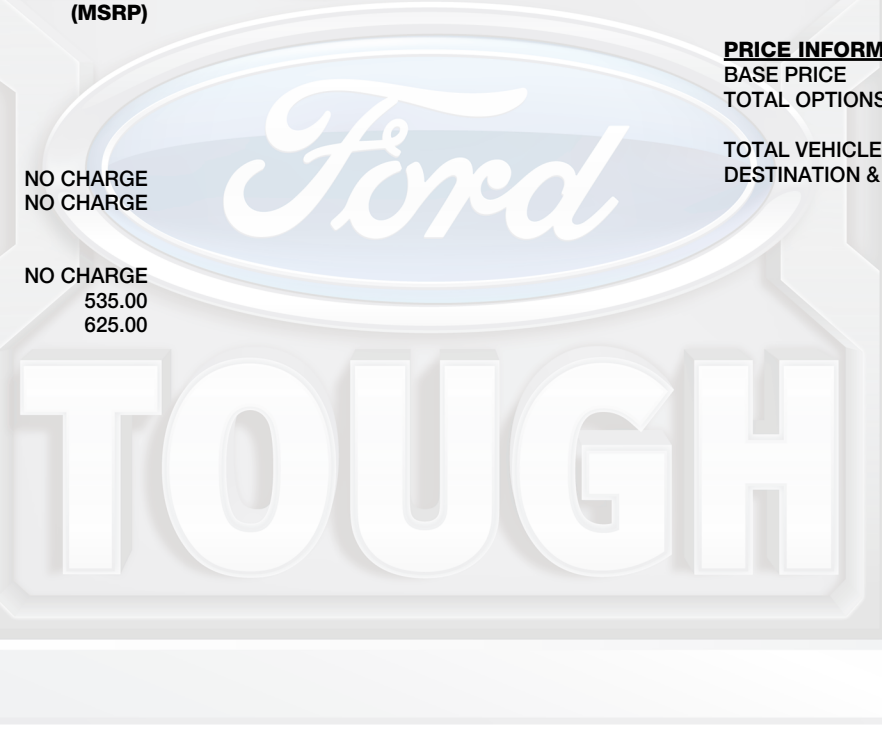 (MSRP)
NO CHARGE
NO CHARGE
NO CHARGE
535.00
625.00
PRICE INFORM
BASE PRICE
TOTAL OPTIONS
TOTAL VEHICLE
DESTINATION &
Ford
TOUGH